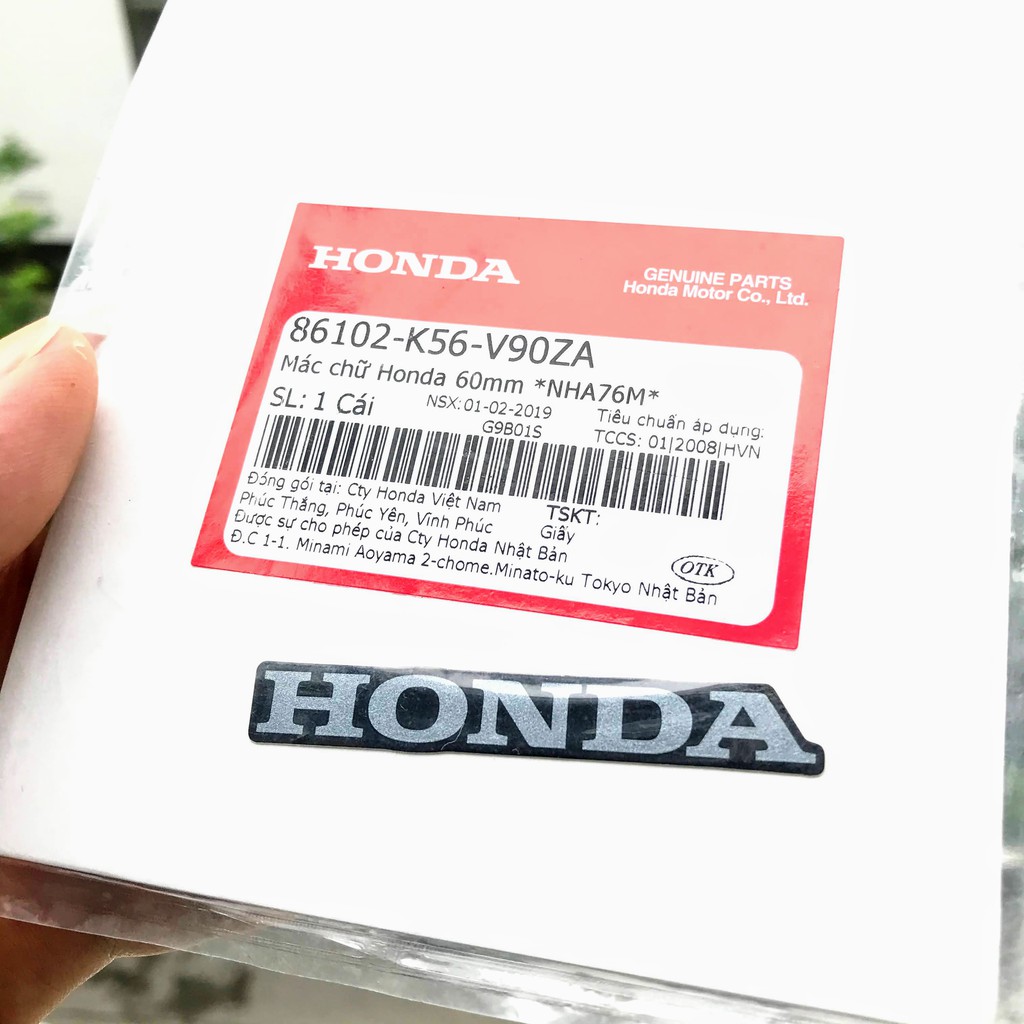 HONDA
GENUINE PARTS
Honda Motor Co., Ltd.
86102-K56-V90ZA
Mác chữ Honda 60mm *NHA76M*
SL: 1 Cái
NSX: 01-02-2019
G9B01S
Tiêu chuẩn áp dụng:
TCCS: 01|2008|HVN
Đóng gói tại: Cty Honda Việt Nam
Phúc Thắng, Phúc Yên, Vĩnh Phúc
TSKT:
Giấy
Được sự cho phép của Cty Honda Nhật Bản
Đ.C 1-1. Minami Aoyama 2-chome.Minato-ku Tokyo Nhật Bản
OTK
HONDA